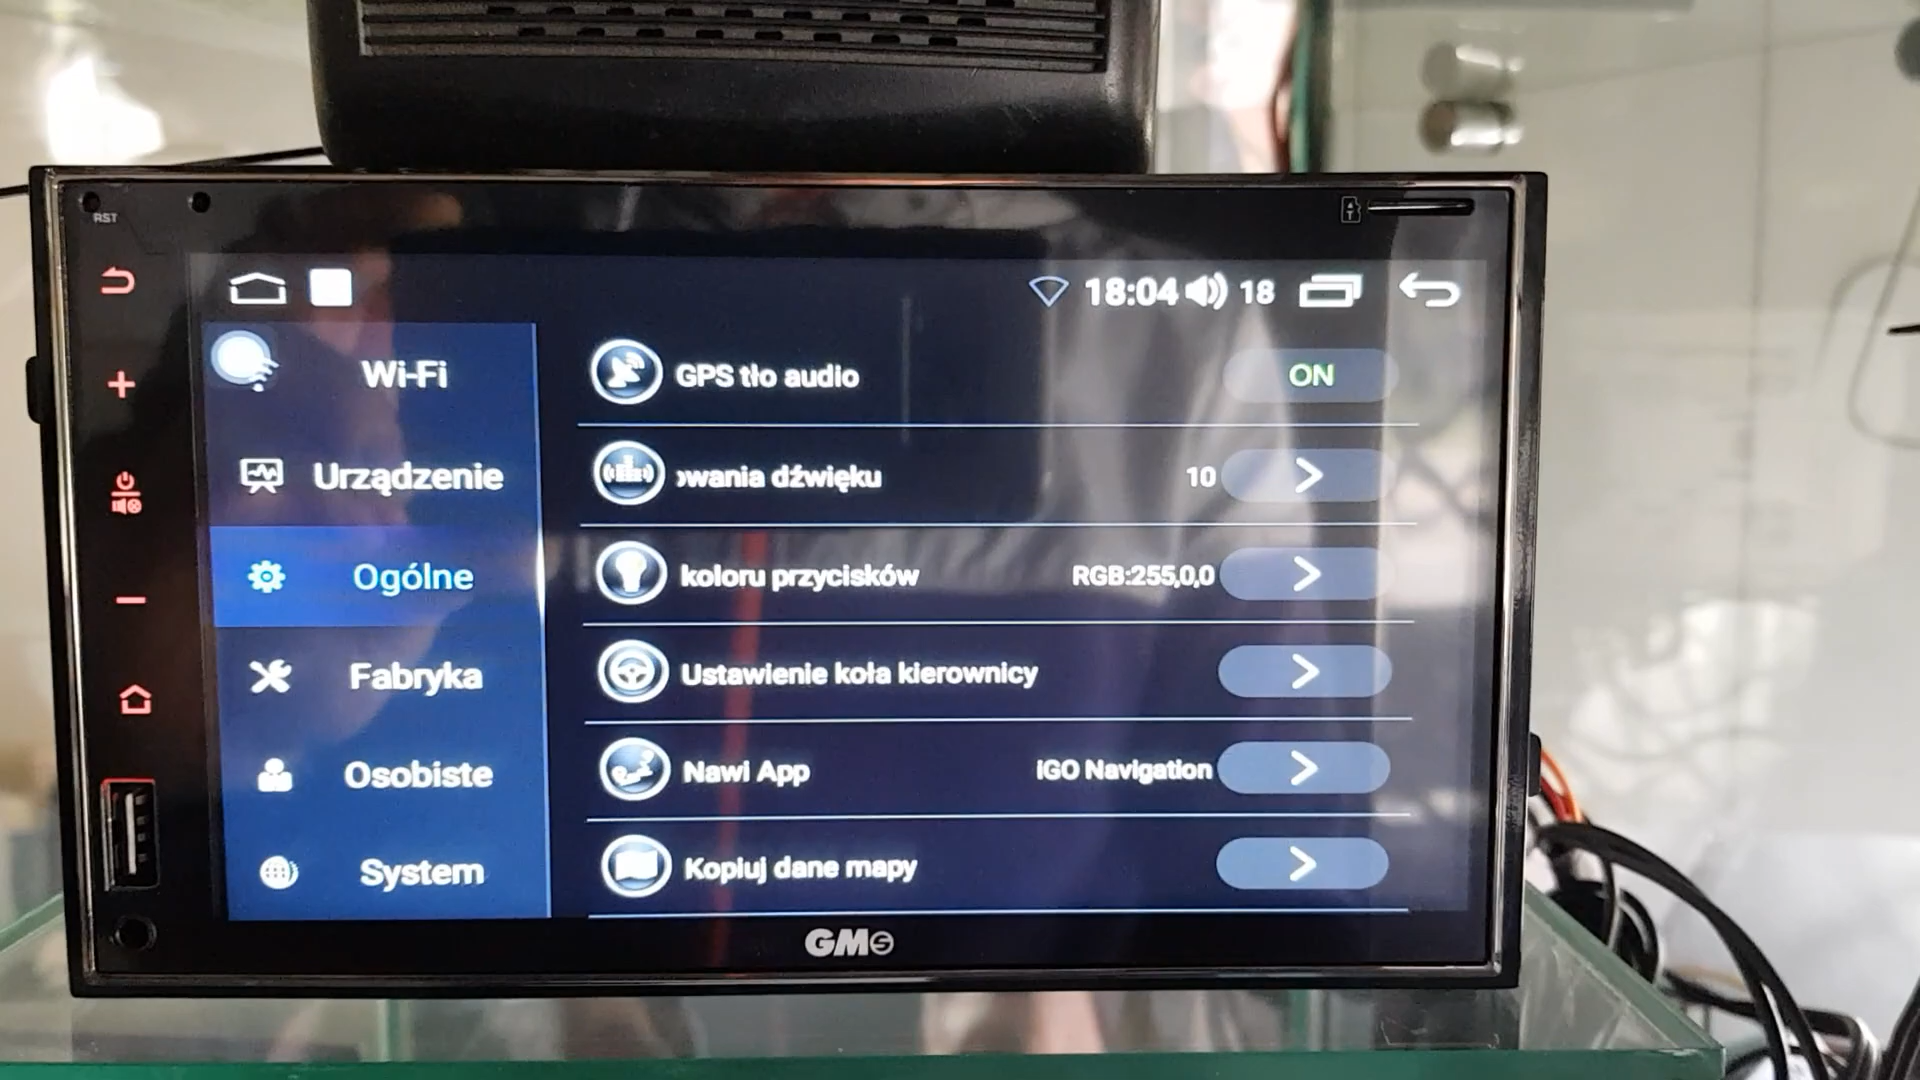 RST
18:04 18
Wi-Fi
Urządzenie
Ogólne
Fabryka
Osobiste
System
GPS tło audio ON
wania dźwięku 10
koloru przycisków RGB:255,0,0
Ustawienie koła kierownicy
Nawi App iGO Navigation
Kopiuj dane mapy
GMS